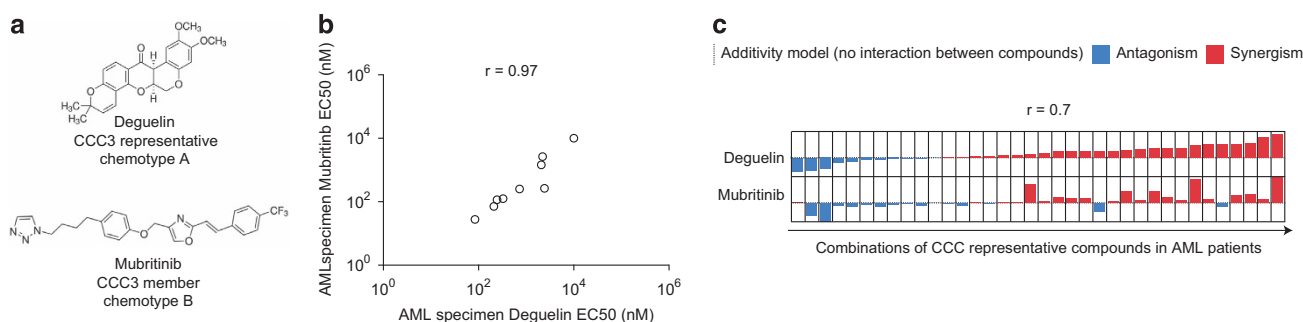 a
OCH3
OCH3
O
H
O
O
H
O
H3C
CH3
Deguelin
CCC3 representative
chemotype A
CF3
N
N
N
N
O
O
Mubritinib
CCC3 member
chemotype B
b
AMLspecimen Mubritinb EC50 (nM)
10^6
10^4
10^2
10^0
r = 0.97
10^0
10^2
10^4
10^6
AML specimen Deguelin EC50 (nM)
c
Additivity model (no interaction between compounds) Antagonism Synergism
r = 0.7
Deguelin
Mubritinib
Combinations of CCC representative compounds in AML patients